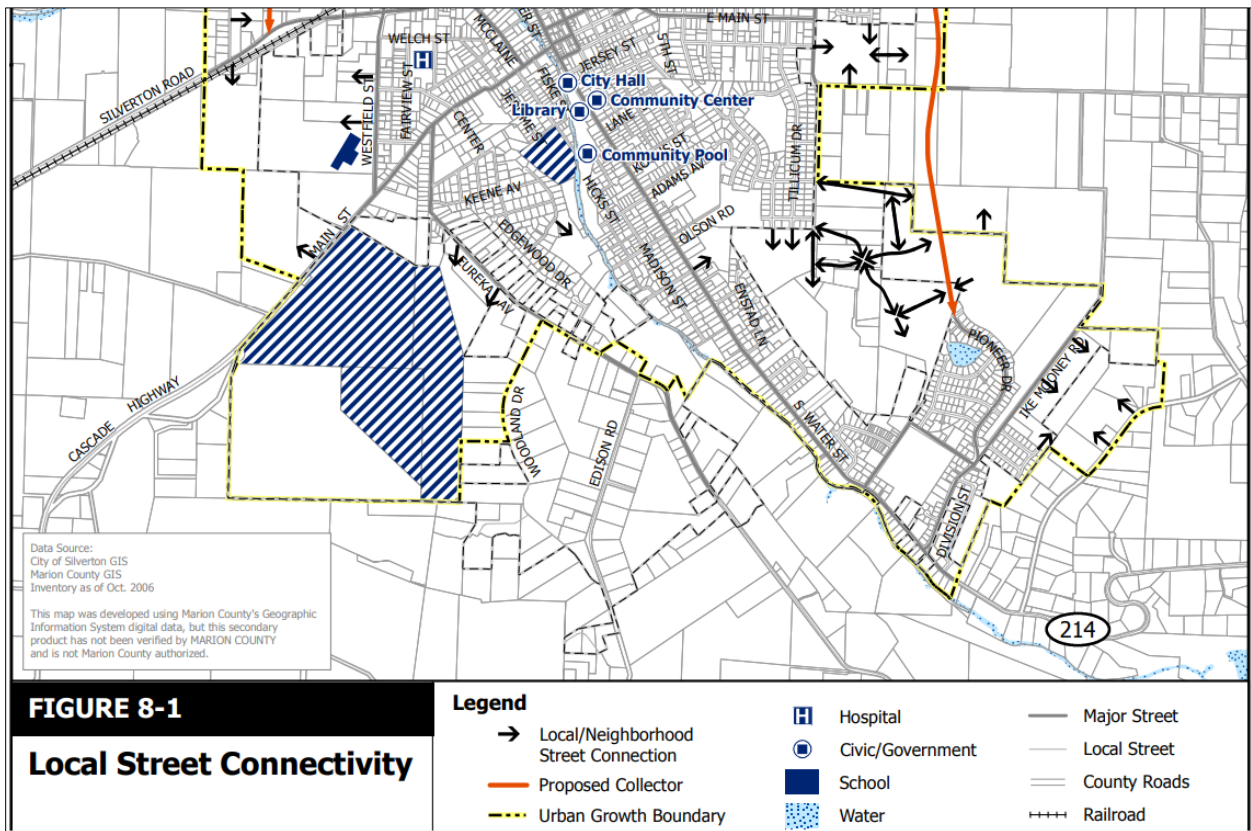 E MAIN ST
WELCH ST
MCCLAINE
5TH ST
JERSEY ST
H
SILVERTON ROAD
FAIRVIEW ST
WESTFIELD ST
FISKE S
City Hall
Community Center
Library
LANE
CENTER
Community Pool
TILLICUM DR
ADAMS AV
KEENE AV
HICKS ST
OLSON RD
MAIN ST
EDGEWOOD DR
EUREKA AV
MADISON ST
ENSTAD LN
PIONEER DR
IKE MOONEY RD
WOODLAND DR
CASCADE HIGHWAY
EDISON RD
S WATER ST
DIVISION ST
214
Data Source:
City of Silverton GIS
Marion County GIS
Inventory as of Oct. 2006
This map was developed using Marion County's Geographic
Information System digital data, but this secondary
product has not been verified by MARION COUNTY
and is not Marion County authorized.
FIGURE 8-1
Local Street Connectivity
Legend
Local/Neighborhood
Street Connection
Proposed Collector
Urban Growth Boundary
H Hospital
Civic/Government
School
Water
Major Street
Local Street
County Roads
Railroad